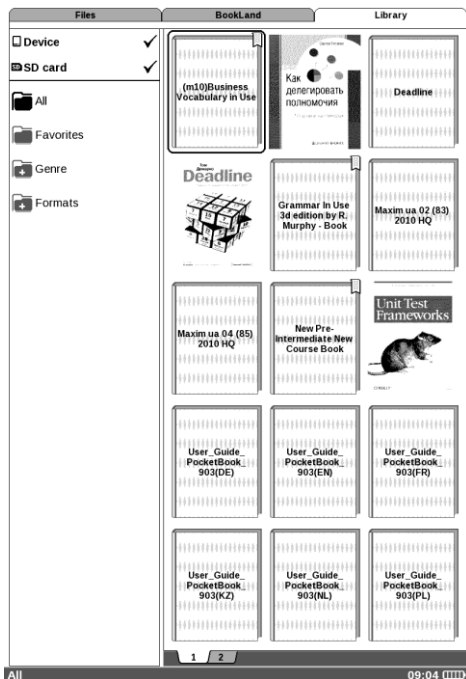 Files
BookLand
Library
Device
SD card
All
Favorites
Genre
Formats
(m10)Business
Vocabulary in Use
Как
делегировать
полномочия
Deadline
Deadline
Grammar In Use
3d edition by R.
Murphy - Book
Maxim ua 02 (83)
2010 HQ
Maxim ua 04 (85)
2010 HQ
New Pre-
Intermediate New
Course Book
Unit Test
Frameworks
User_Guide_
PocketBook_
903(DE)
User_Guide_
PocketBook_
903(EN)
User_Guide_
PocketBook_
903(FR)
User_Guide_
PocketBook_
903(KZ)
User_Guide_
PocketBook_
903(NL)
User_Guide_
PocketBook_
903(PL)
1
2
All
09:04